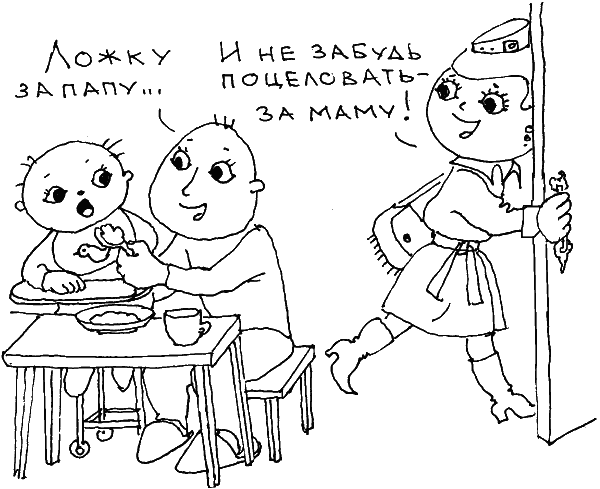 ЛОЖКУ
ЗА ПАПУ...
И НЕ ЗАБУДЬ
ПОЦЕЛОВАТЬ-
ЗА МАМУ!